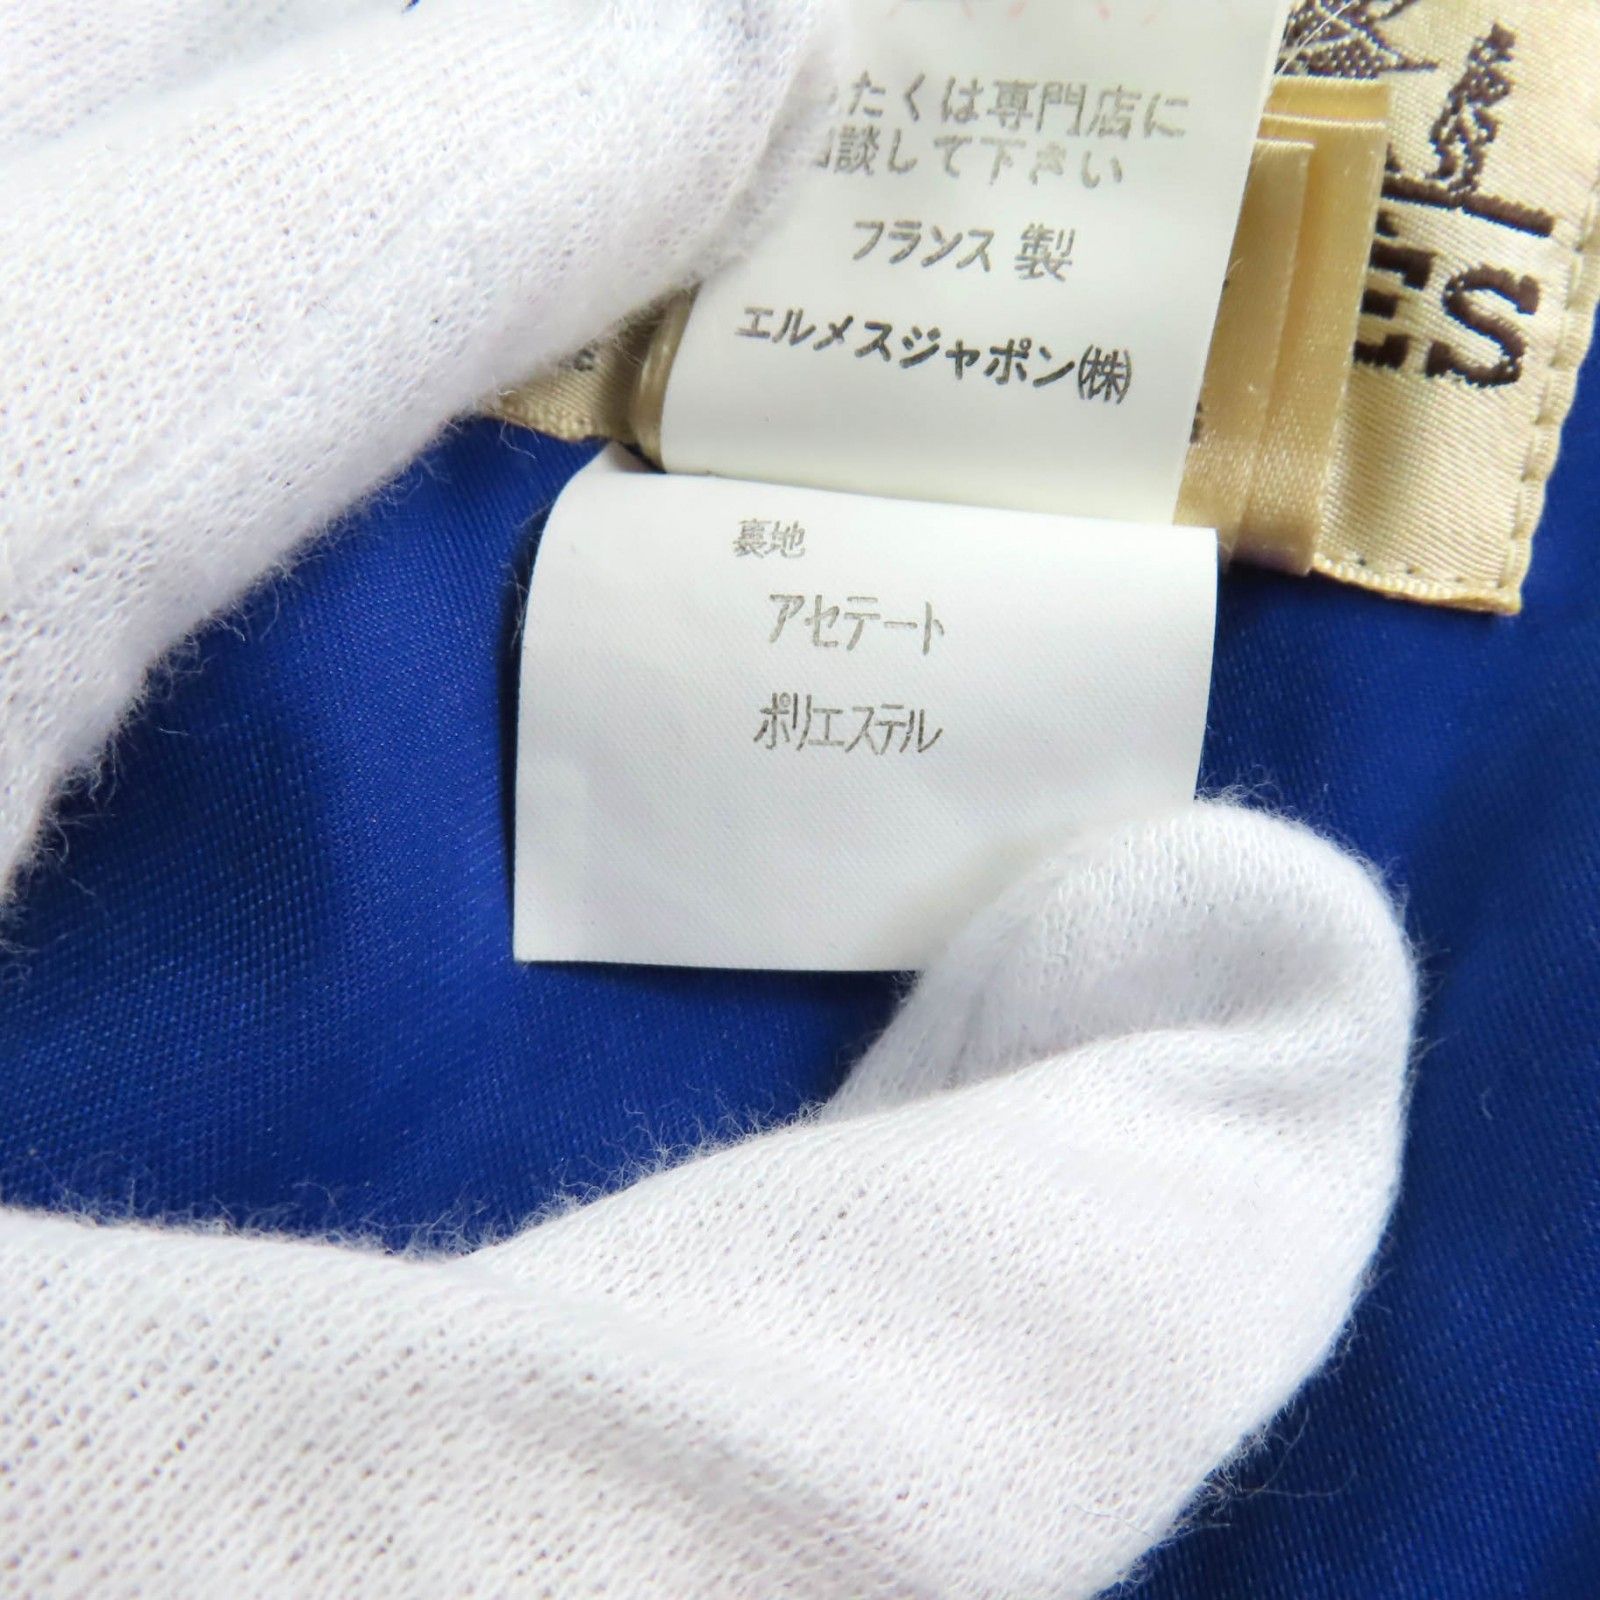 たくは専門店に
談して下さい
フランス 製
エルメスジャポン(株)
裏地
アセテート
ポリエステル
ES